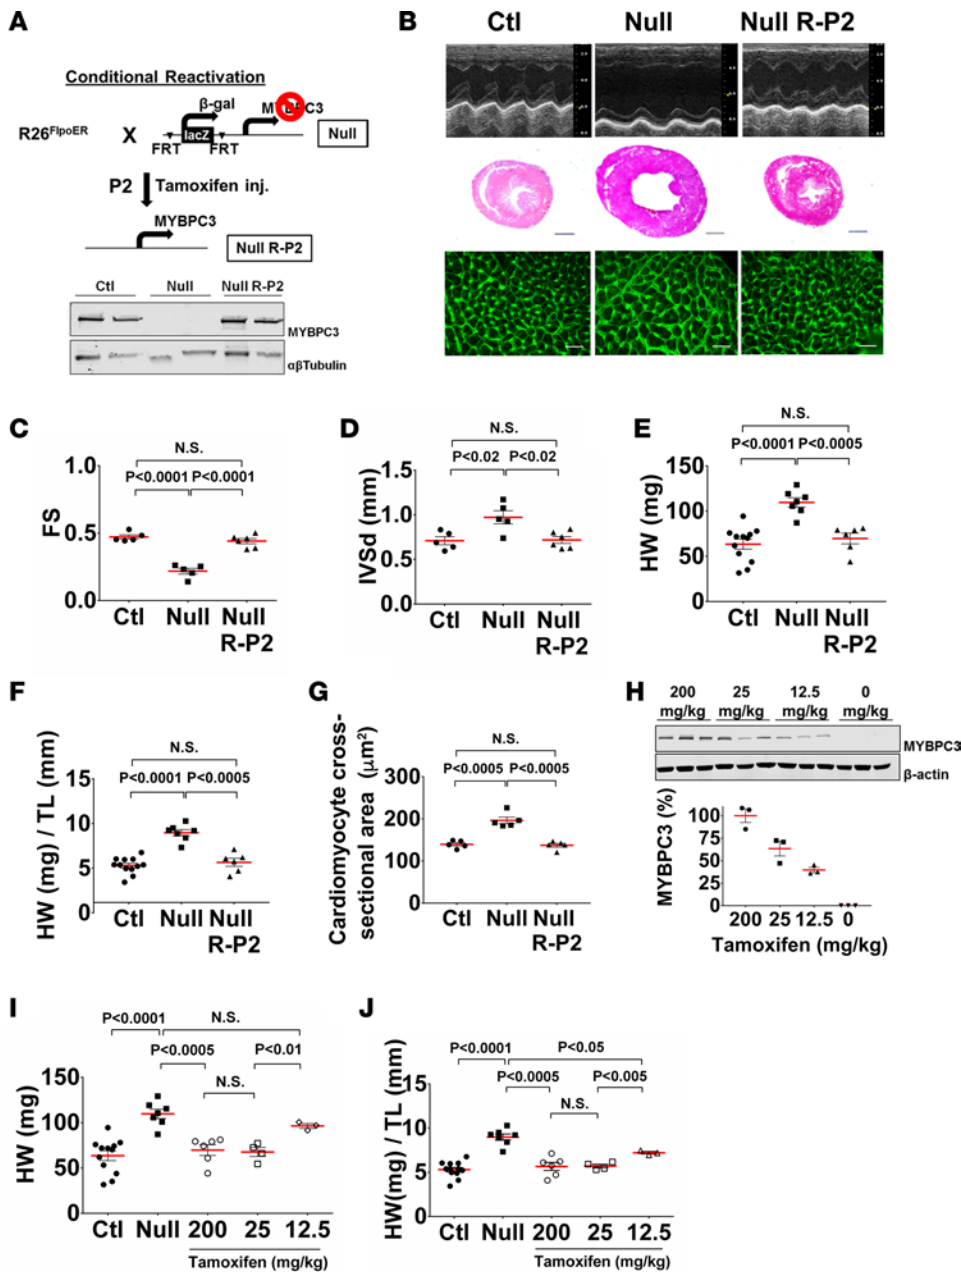 A
Conditional Reactivation
β-gal
MYBPC3
R26FlpoER
X
lacZ
Null
FRT
FRT
P2
Tamoxifen inj.
MYBPC3
Null R-P2
Ctl Null Null R-P2
MYBPC3
αβTubulin
B
Ctl Null Null R-P2
C
N.S.
P<0.0001 P<0.0001
FS
1.0
0.5
0.0
Ctl Null Null
R-P2
D
N.S.
P<0.02 P<0.02
IVSd (mm)
1.5
1.0
0.5
0.0
Ctl Null Null
R-P2
E
N.S.
P<0.0001 P<0.0005
HW (mg)
150
100
50
0
Ctl Null Null
R-P2
F
N.S.
P<0.0001 P<0.0005
HW (mg) / TL (mm)
15
10
5
0
Ctl Null Null
R-P2
G
N.S.
P<0.0005 P<0.0005
Cardiomyocyte cross-
sectional area (μm²)
300
200
100
0
Ctl Null Null
R-P2
H
200 25 12.5 0
mg/kg mg/kg mg/kg mg/kg
MYBPC3
β-actin
MYBPC3 (%)
100
75
50
25
0
200 25 12.5 0
Tamoxifen (mg/kg)
I
P<0.0001 N.S.
P<0.0005 P<0.01
N.S.
HW (mg)
150
100
50
0
Ctl Null 200 25 12.5
Tamoxifen (mg/kg)
J
P<0.0001 P<0.05
P<0.0005 P<0.005
N.S.
HW(mg) / TL (mm)
15
10
5
0
Ctl Null 200 25 12.5
Tamoxifen (mg/kg)